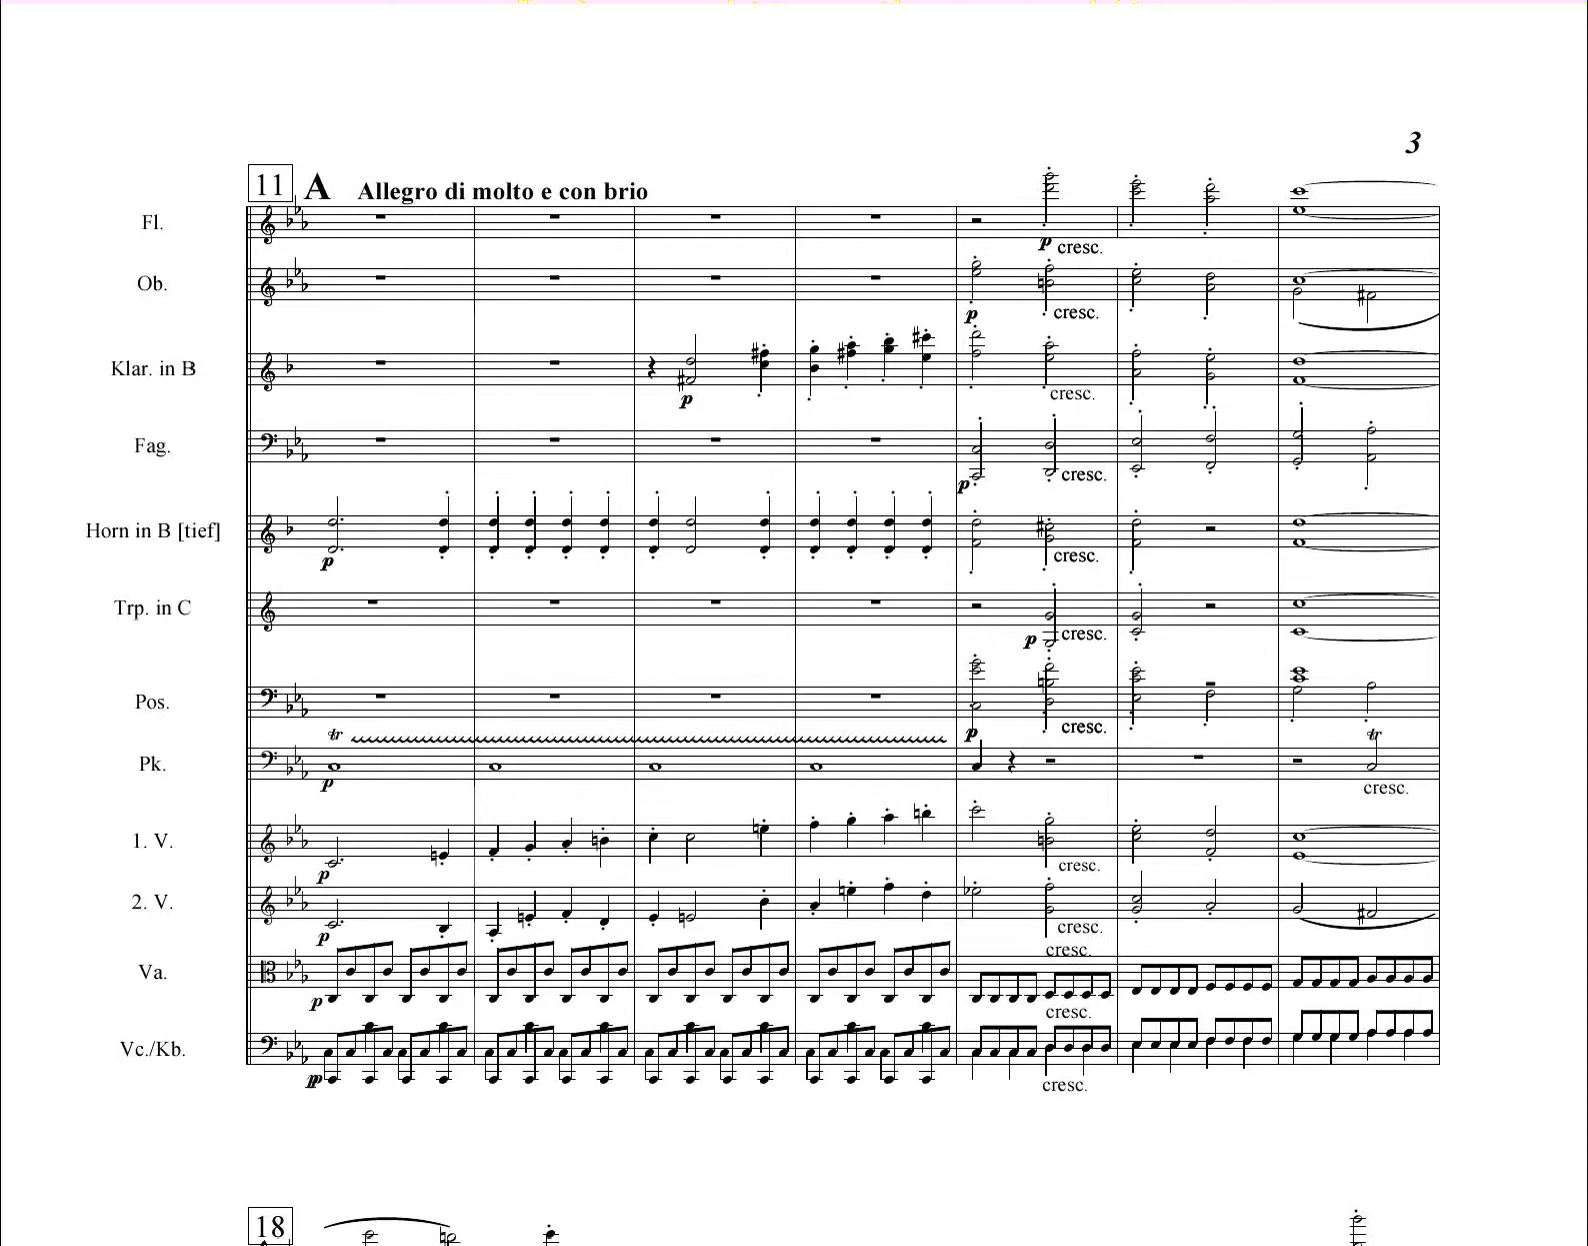 3
11 A Allegro di molto e con brio
Fl.
p cresc.
Ob.
p cresc.
Klar. in B
p cresc.
Fag.
p cresc.
Horn in B [tief]
p cresc.
Trp. in C
p cresc.
Pos.
p cresc.
tr tr
Pk.
p cresc.
1. V.
p cresc.
2. V.
p cresc.
cresc.
Va.
p cresc.
Vc./Kb.
p cresc.
18